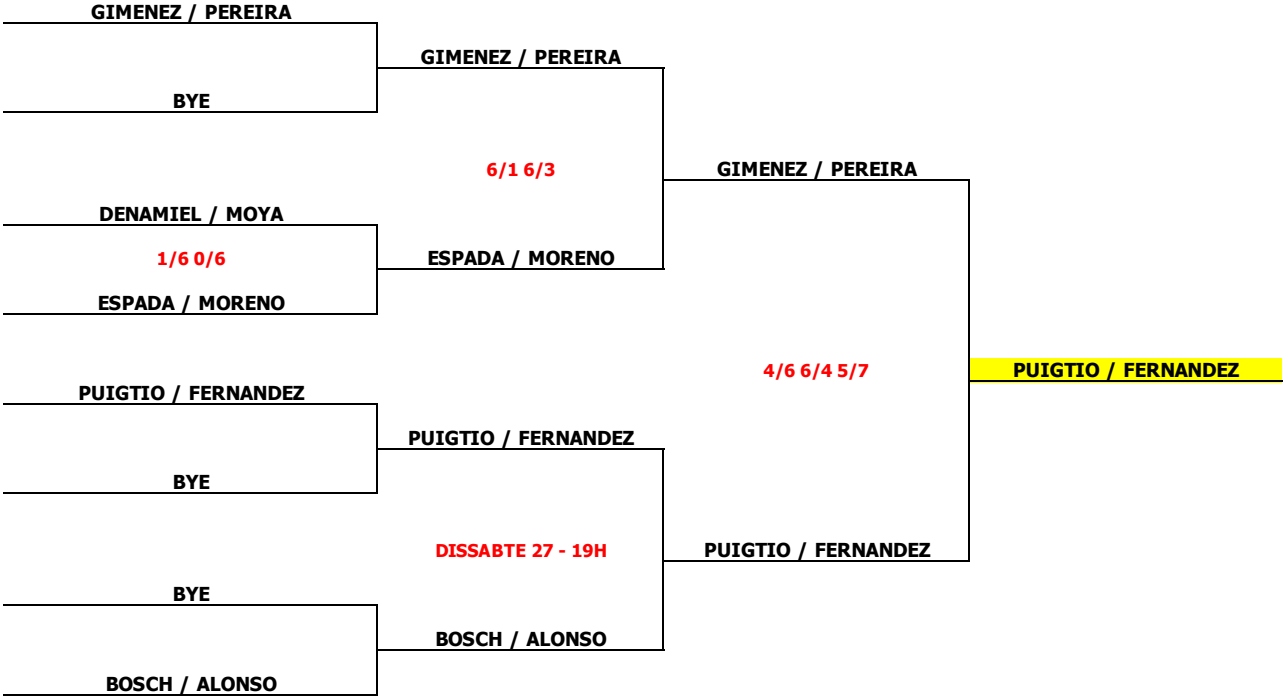 GIMENEZ / PEREIRA
GIMENEZ / PEREIRA
BYE
6/1 6/3
GIMENEZ / PEREIRA
DENAMIEL / MOYA
1/6 0/6
ESPADA / MORENO
ESPADA / MORENO
4/6 6/4 5/7
PUIGTIO / FERNANDEZ
PUIGTIO / FERNANDEZ
PUIGTIO / FERNANDEZ
BYE
DISSABTE 27 - 19H
PUIGTIO / FERNANDEZ
BYE
BOSCH / ALONSO
BOSCH / ALONSO